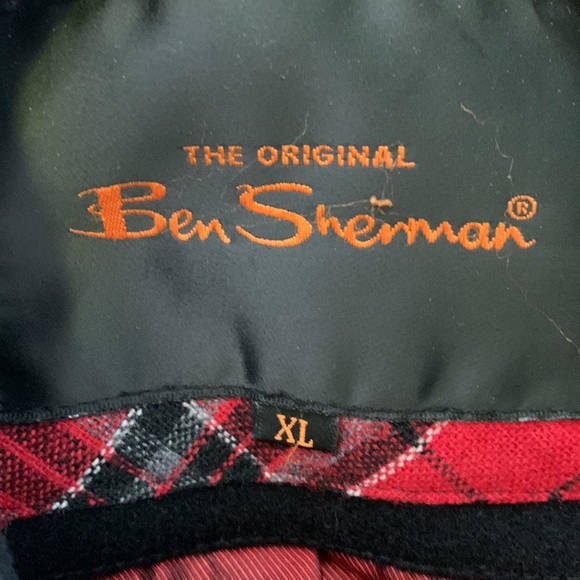 THE ORIGINAL
Ben Sherman®
XL